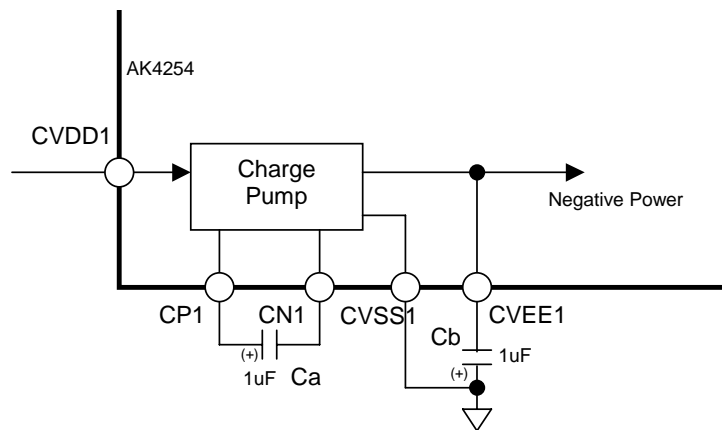 AK4254
CVDD1
Charge
Pump
Negative Power
CP1
CN1
CVSS1
CVEE1
(+)
1uF
Ca
Cb
1uF
(+)